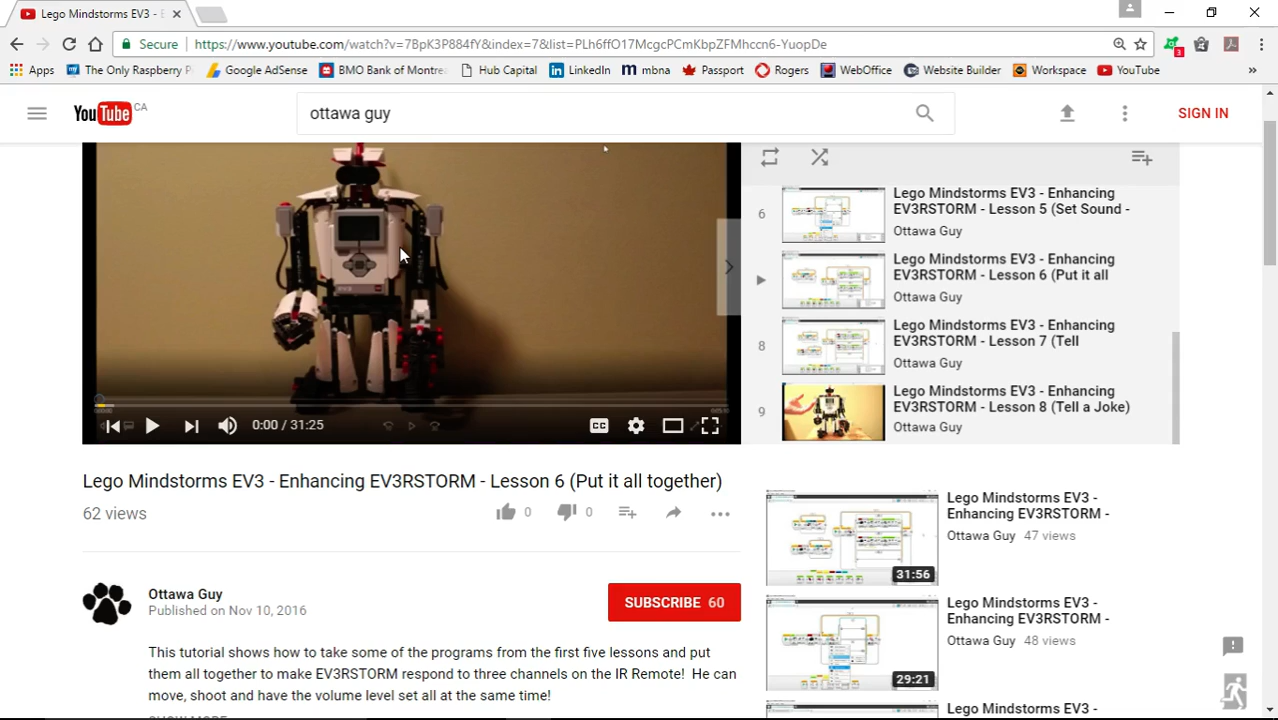 Lego Mindstorms EV3 - E
Secure https://www.youtube.com/watch?v=7BpK3P884fY&index=7&list=PLh6ffO17McgcPCmKbpZFMhccn6-YuopDe
3
Apps The Only Raspberry P Google AdSense BMO Bank of Montre Hub Capital LinkedIn mbna Passport Rogers WebOffice Website Builder Workspace YouTube »
YouTube CA ottawa guy SIGN IN
6 Lego Mindstorms EV3 - Enhancing
EV3RSTORM - Lesson 5 (Set Sound -
Ottawa Guy
Lego Mindstorms EV3 - Enhancing
EV3RSTORM - Lesson 6 (Put it all
Ottawa Guy
8 Lego Mindstorms EV3 - Enhancing
EV3RSTORM - Lesson 7 (Tell
Ottawa Guy
9 Lego Mindstorms EV3 - Enhancing
EV3RSTORM - Lesson 8 (Tell a Joke)
Ottawa Guy
0:00 / 31:25 CC
Lego Mindstorms EV3 - Enhancing EV3RSTORM - Lesson 6 (Put it all together)
62 views 0 0
Ottawa Guy
Published on Nov 10, 2016
SUBSCRIBE 60
This tutorial shows how to take some of the programs from the first five lessons and put
them all together to make EV3RSTORM respond to three channels on the IR Remote! He can
move, shoot and have the volume level set all at the same time!
SHOW MORE
Lego Mindstorms EV3 -
Enhancing EV3RSTORM -
Ottawa Guy 47 views
31:56
Lego Mindstorms EV3 -
Enhancing EV3RSTORM -
Ottawa Guy 48 views
29:21
Lego Mindstorms EV3 -